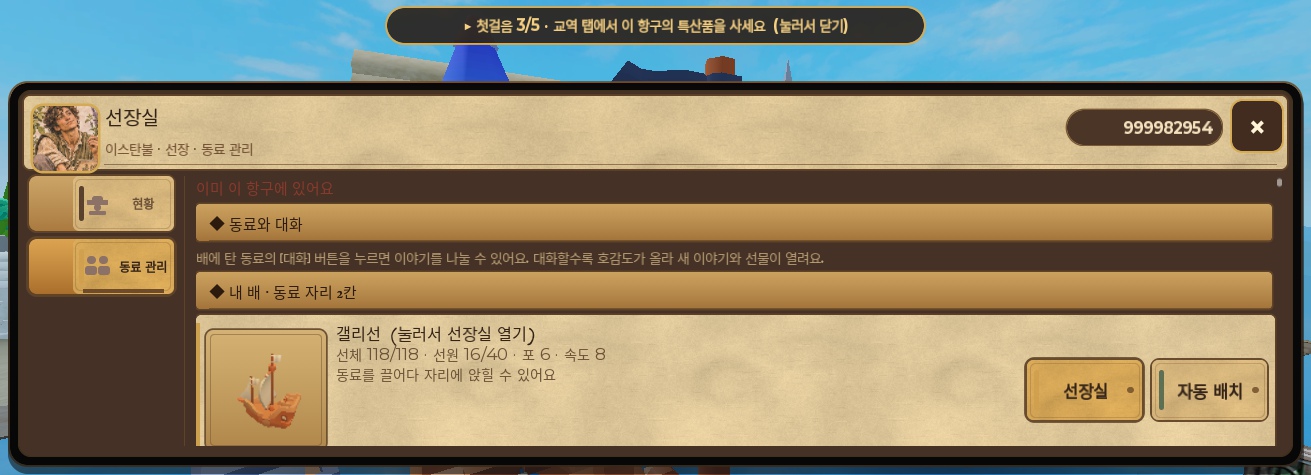 ▸ 첫걸음 3/5 · 교역 탭에서 이 항구의 특산품을 사세요 (눌러서 닫기)
선장실
이스탄불 · 선장 · 동료 관리
999982954
×
현황
동료 관리
이미 이 항구에 있어요
◆ 동료와 대화
배에 탄 동료의 [대화] 버튼을 누르면 이야기를 나눌 수 있어요. 대화할수록 호감도가 올라 새 이야기와 선물이 열려요.
◆ 내 배 · 동료 자리 2칸
갤리선 (눌러서 선장실 열기)
선체 118/118 · 선원 16/40 · 포 6 · 속도 8
동료를 끌어다 자리에 앉힐 수 있어요
선장실
자동 배치